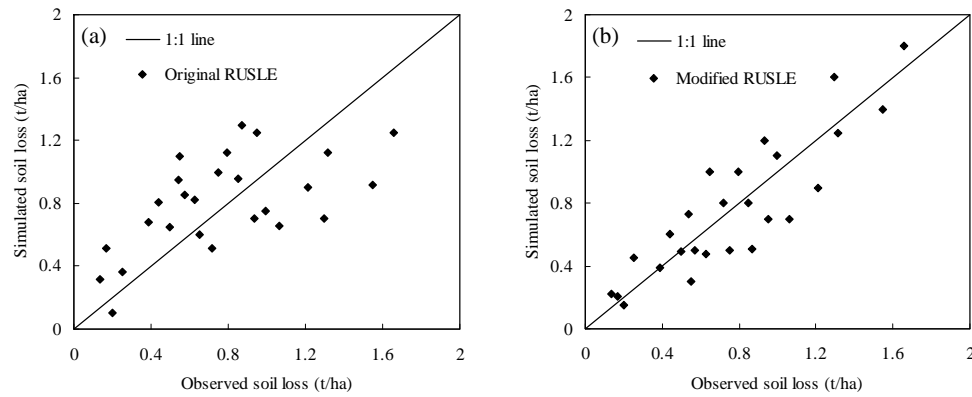 (a)
1:1 line
Original RUSLE
Simulated soil loss (t/ha)
2
1.6
1.2
0.8
0.4
0
0 0.4 0.8 1.2 1.6 2
Observed soil loss (t/ha)
(b)
1:1 line
Modified RUSLE
Simulated soil loss (t/ha)
2
1.6
1.2
0.8
0.4
0
0 0.4 0.8 1.2 1.6 2
Observed soil loss (t/ha)